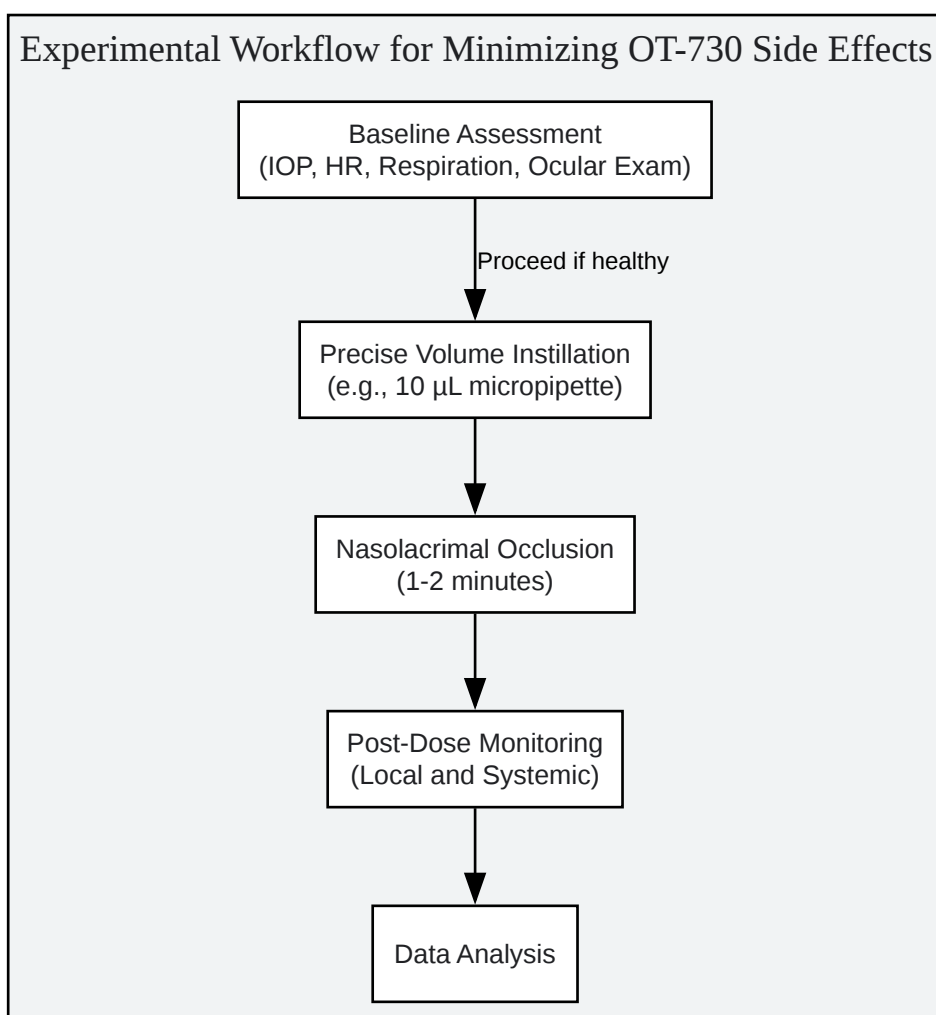 Experimental Workflow for Minimizing OT-730 Side Effects
Baseline Assessment
(IOP, HR, Respiration, Ocular Exam)
Proceed if healthy
Precise Volume Instillation
(e.g., 10 µL micropipette)
Nasolacrimal Occlusion
(1-2 minutes)
Post-Dose Monitoring
(Local and Systemic)
Data Analysis